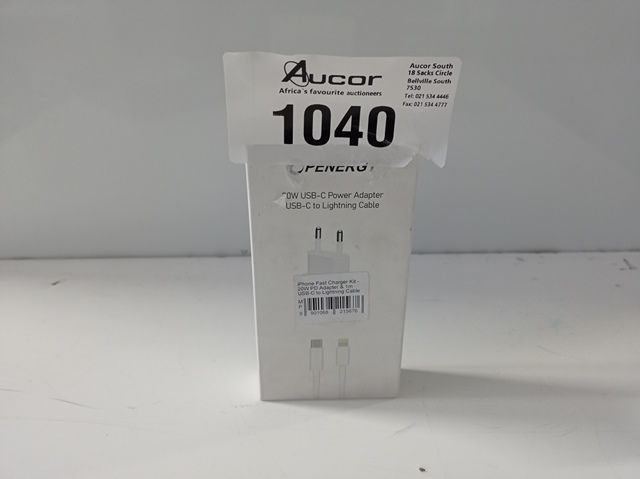 Aucor
Africa's favourite auctioneers
1040
Aucor South
18 Sacks Circle
Bellville South
7530
Tel: 021 534 4446
Fax: 021 534 4777
OPENERGY
20W USB-C Power Adapter
USB-C to Lightning Cable
iPhone Fast Charger Kit -
20W PD Adapter & 1m
USB-C to Lightning Cable